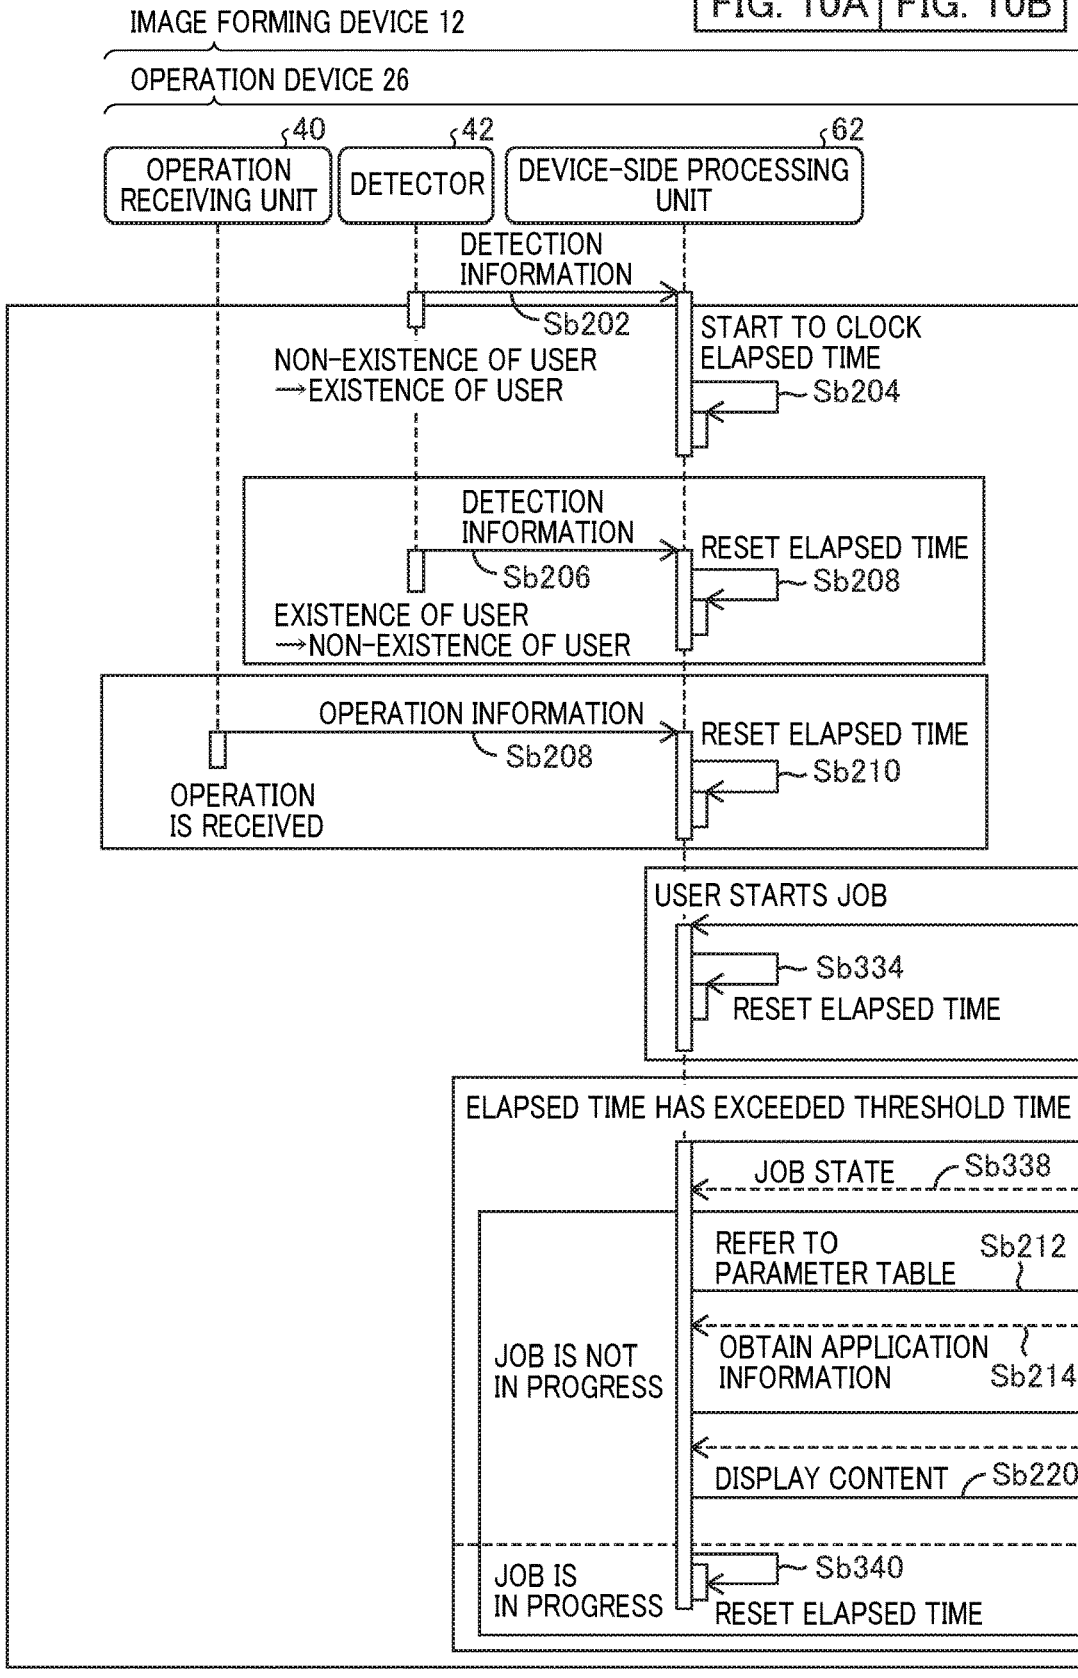 FIG. 10A FIG. 10B
IMAGE FORMING DEVICE 12
OPERATION DEVICE 26
40
42
62
OPERATION
RECEIVING UNIT
DETECTOR
DEVICE-SIDE PROCESSING
UNIT
DETECTION
INFORMATION
Sb202
START TO CLOCK
ELAPSED TIME
NON-EXISTENCE OF USER
→EXISTENCE OF USER
Sb204
DETECTION
INFORMATION
RESET ELAPSED TIME
Sb206
Sb208
EXISTENCE OF USER
→NON-EXISTENCE OF USER
OPERATION INFORMATION
RESET ELAPSED TIME
Sb208
Sb210
OPERATION
IS RECEIVED
USER STARTS JOB
Sb334
RESET ELAPSED TIME
ELAPSED TIME HAS EXCEEDED THRESHOLD TIME
JOB STATE
Sb338
REFER TO
PARAMETER TABLE
Sb212
JOB IS NOT
IN PROGRESS
OBTAIN APPLICATION
INFORMATION
Sb214
DISPLAY CONTENT
Sb220
JOB IS
IN PROGRESS
Sb340
RESET ELAPSED TIME